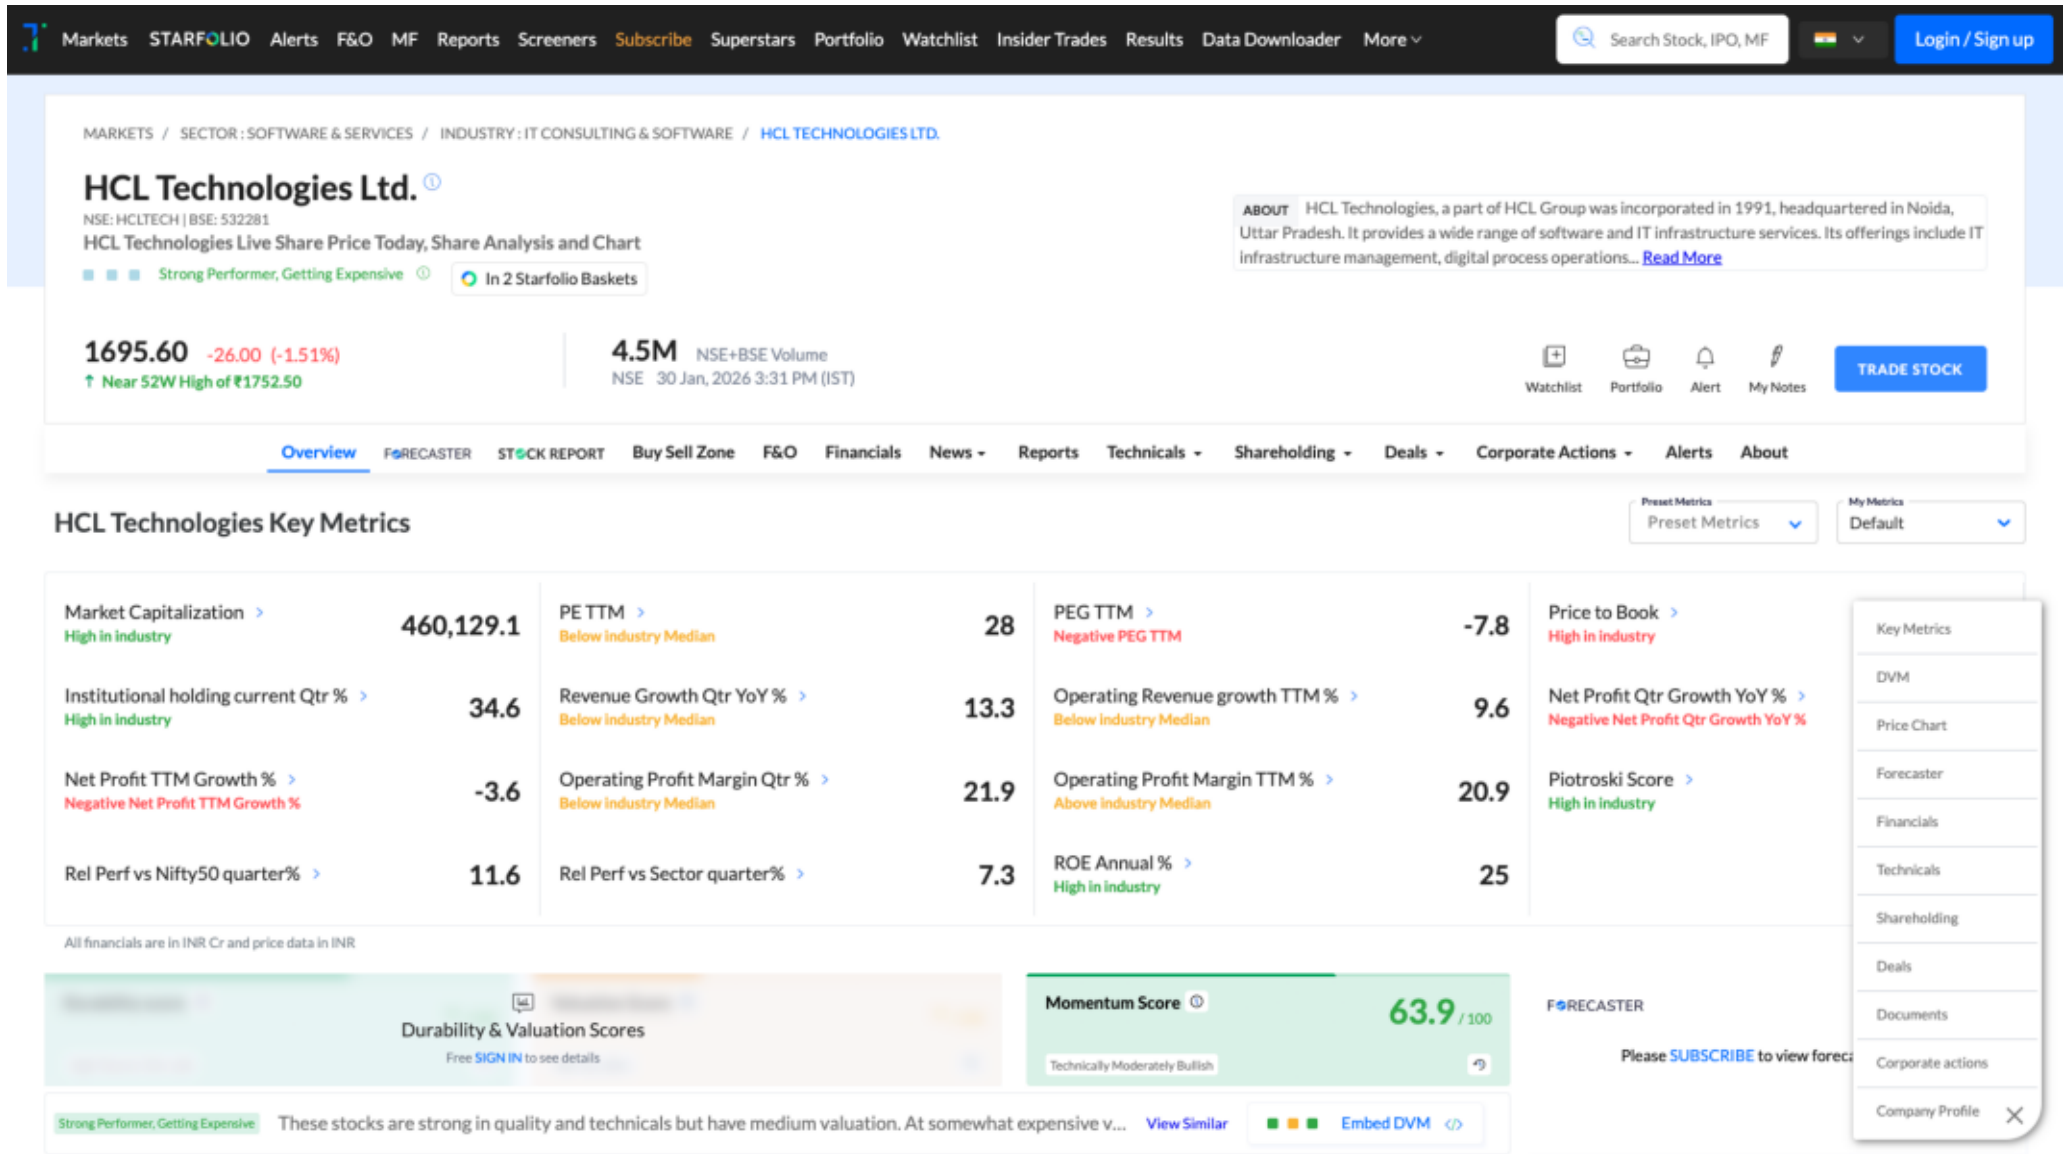 Markets STARFOLIO Alerts F&O MF Reports Screeners Subscribe Superstars Portfolio Watchlist Insider Trades Results Data Downloader More Search Stock, IPO, MF Login / Sign up
MARKETS / SECTOR : SOFTWARE & SERVICES / INDUSTRY : IT CONSULTING & SOFTWARE / HCL TECHNOLOGIES LTD.
HCL Technologies Ltd.
NSE: HCLTECH | BSE: 532281
HCL Technologies Live Share Price Today, Share Analysis and Chart
Strong Performer, Getting Expensive In 2 Starfolio Baskets
ABOUT HCL Technologies, a part of HCL Group was incorporated in 1991, headquartered in Noida,
Uttar Pradesh. It provides a wide range of software and IT infrastructure services. Its offerings include IT
infrastructure management, digital process operations... Read More
1695.60 -26.00 (-1.51%)
↑ Near 52W High of ₹1752.50
4.5M NSE+BSE Volume
NSE 30 Jan, 2026 3:31 PM (IST)
Watchlist Portfolio Alert My Notes TRADE STOCK
Overview FORECASTER STOCK REPORT Buy Sell Zone F&O Financials News Reports Technicals Shareholding Deals Corporate Actions Alerts About
HCL Technologies Key Metrics
Preset Metrics
Preset Metrics
My Metrics
Default
Market Capitalization 460,129.1
High in industry
PE TTM 28
Below industry Median
PEG TTM -7.8
Negative PEG TTM
Price to Book
High in industry
Institutional holding current Qtr % 34.6
High in industry
Revenue Growth Qtr YoY % 13.3
Below industry Median
Operating Revenue growth TTM % 9.6
Below industry Median
Net Profit Qtr Growth YoY %
Negative Net Profit Qtr Growth YoY %
Net Profit TTM Growth % -3.6
Negative Net Profit TTM Growth %
Operating Profit Margin Qtr % 21.9
Below industry Median
Operating Profit Margin TTM % 20.9
Above industry Median
Piotroski Score
High in industry
Rel Perf vs Nifty50 quarter% 11.6
Rel Perf vs Sector quarter% 7.3
ROE Annual % 25
High in industry
Key Metrics
DVM
Price Chart
Forecaster
Financials
Technicals
Shareholding
Deals
Documents
Corporate actions
Company Profile
All financials are in INR Cr and price data in INR
Durability & Valuation Scores
Free SIGN IN to see details
Momentum Score 63.9 / 100
Technically Moderately Bullish
FORECASTER
Please SUBSCRIBE to view foreca
Strong Performer, Getting Expensive These stocks are strong in quality and technicals but have medium valuation. At somewhat expensive v... View Similar Embed DVM </>